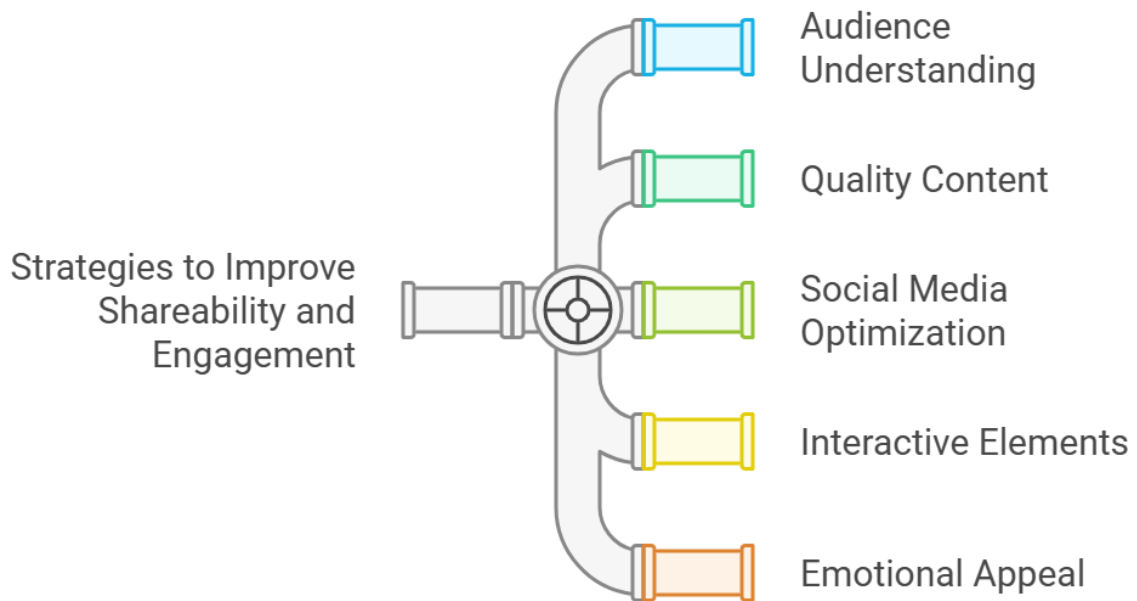 Strategies to Improve
Shareability and
Engagement
Audience
Understanding
Quality Content
Social Media
Optimization
Interactive Elements
Emotional Appeal